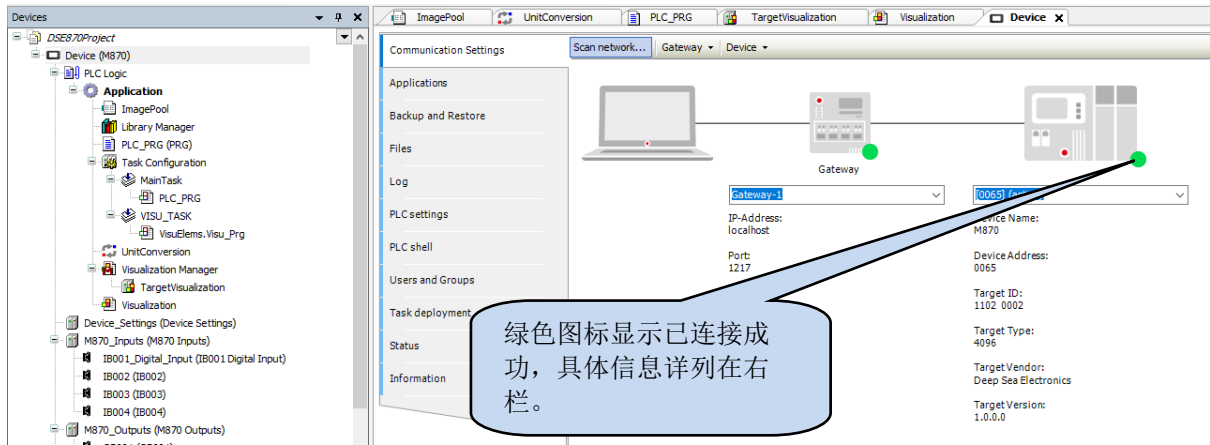 Devices
DSE870Project
Device (M870)
PLC Logic
Application
ImagePool
Library Manager
PLC_PRG (PRG)
Task Configuration
MainTask
PLC_PRG
VISU_TASK
VisuElems.Visu_Prg
UnitConversion
Visualization Manager
TargetVisualization
Visualization
Device_Settings (Device Settings)
M870_Inputs (M870 Inputs)
IB001_Digital_Input (IB001 Digital Input)
IB002 (IB002)
IB003 (IB003)
IB004 (IB004)
M870_Outputs (M870 Outputs)
ImagePool UnitConversion PLC_PRG TargetVisualization Visualization Device
Communication Settings
Applications
Backup and Restore
Files
Log
PLC settings
PLC shell
Users and Groups
Task deployment
Status
Information
Scan network... Gateway Device
Gateway
Gateway-1
IP-Address:
localhost
Port:
1217
[0065]
Device Name:
M870
Device Address:
0065
Target ID:
1102 0002
Target Type:
4096
Target Vendor:
Deep Sea Electronics
Target Version:
1.0.0.0
绿色图标显示已连接成
功，具体信息详列在右
栏。